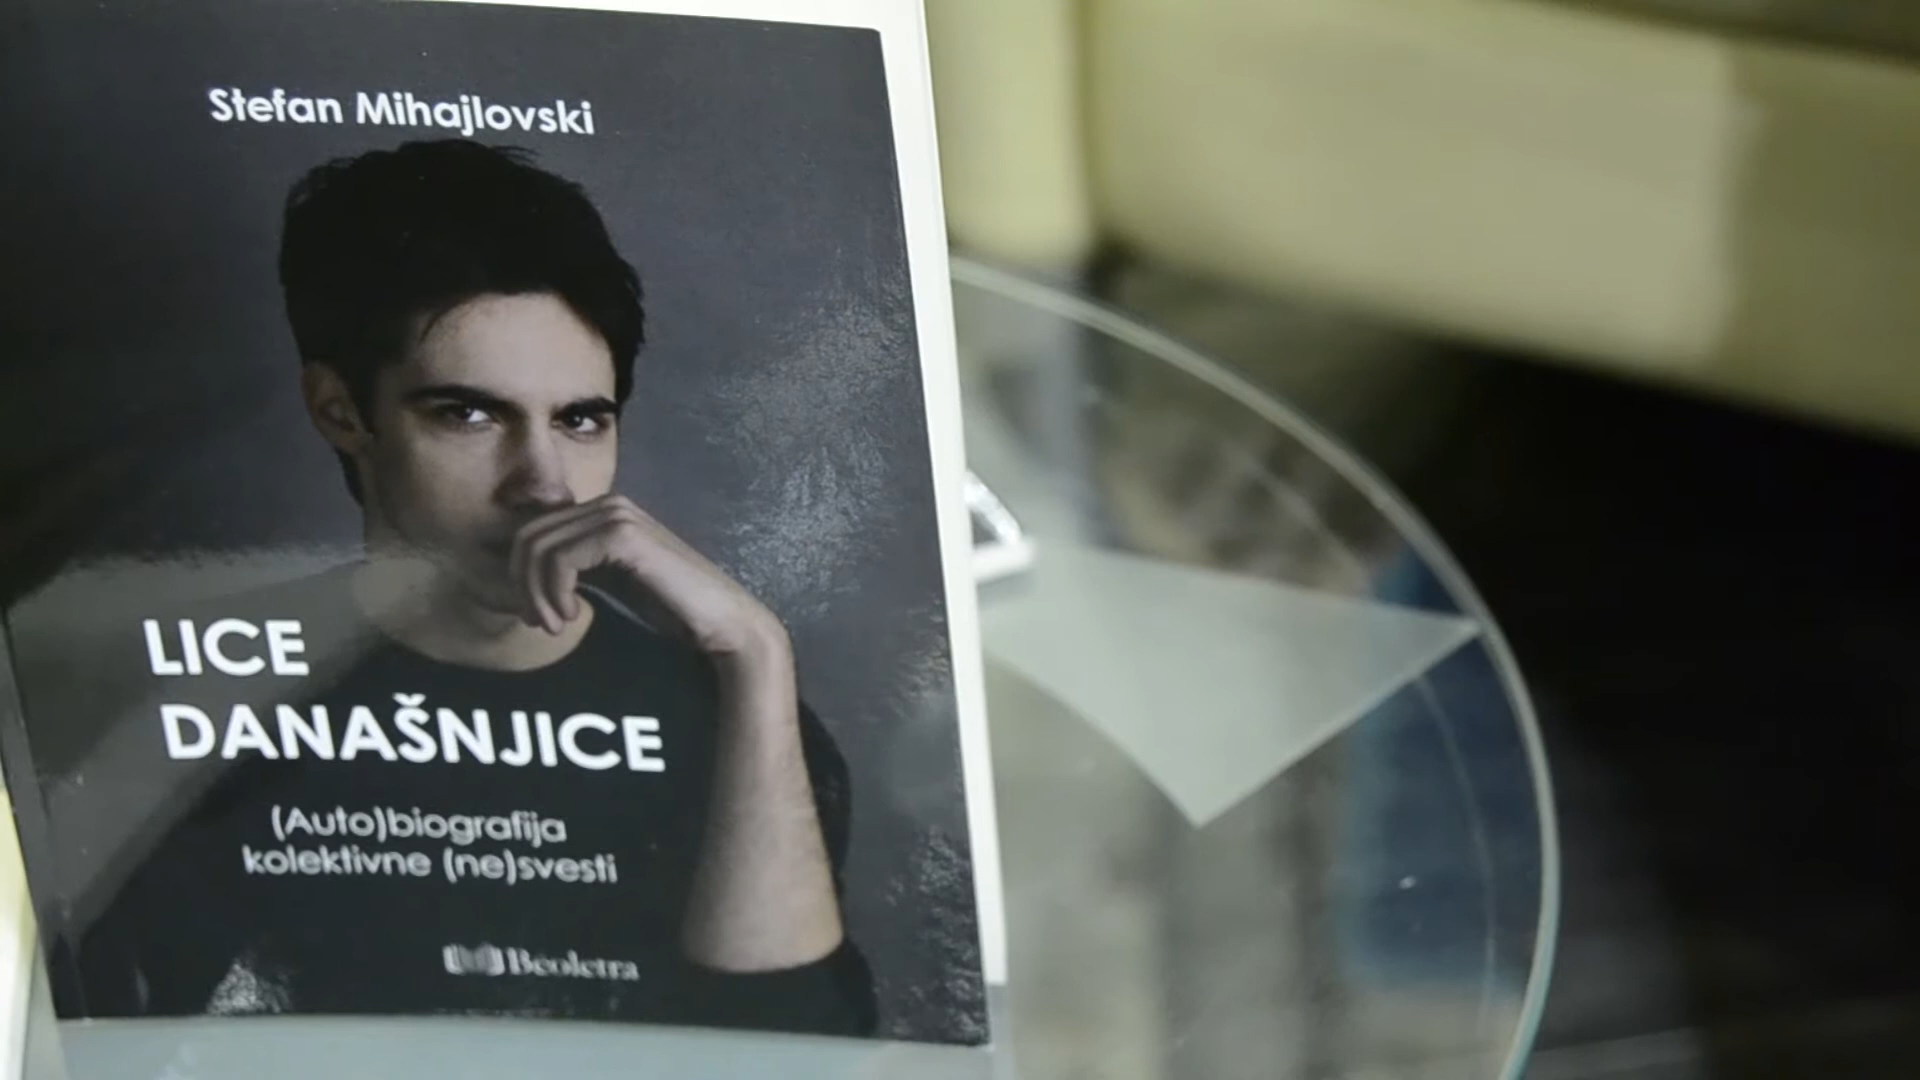 Stefan Mihajlovski
LICE
DANAŠNJICE
(Auto)biografija
kolektivne (ne)svesti
Beoletra